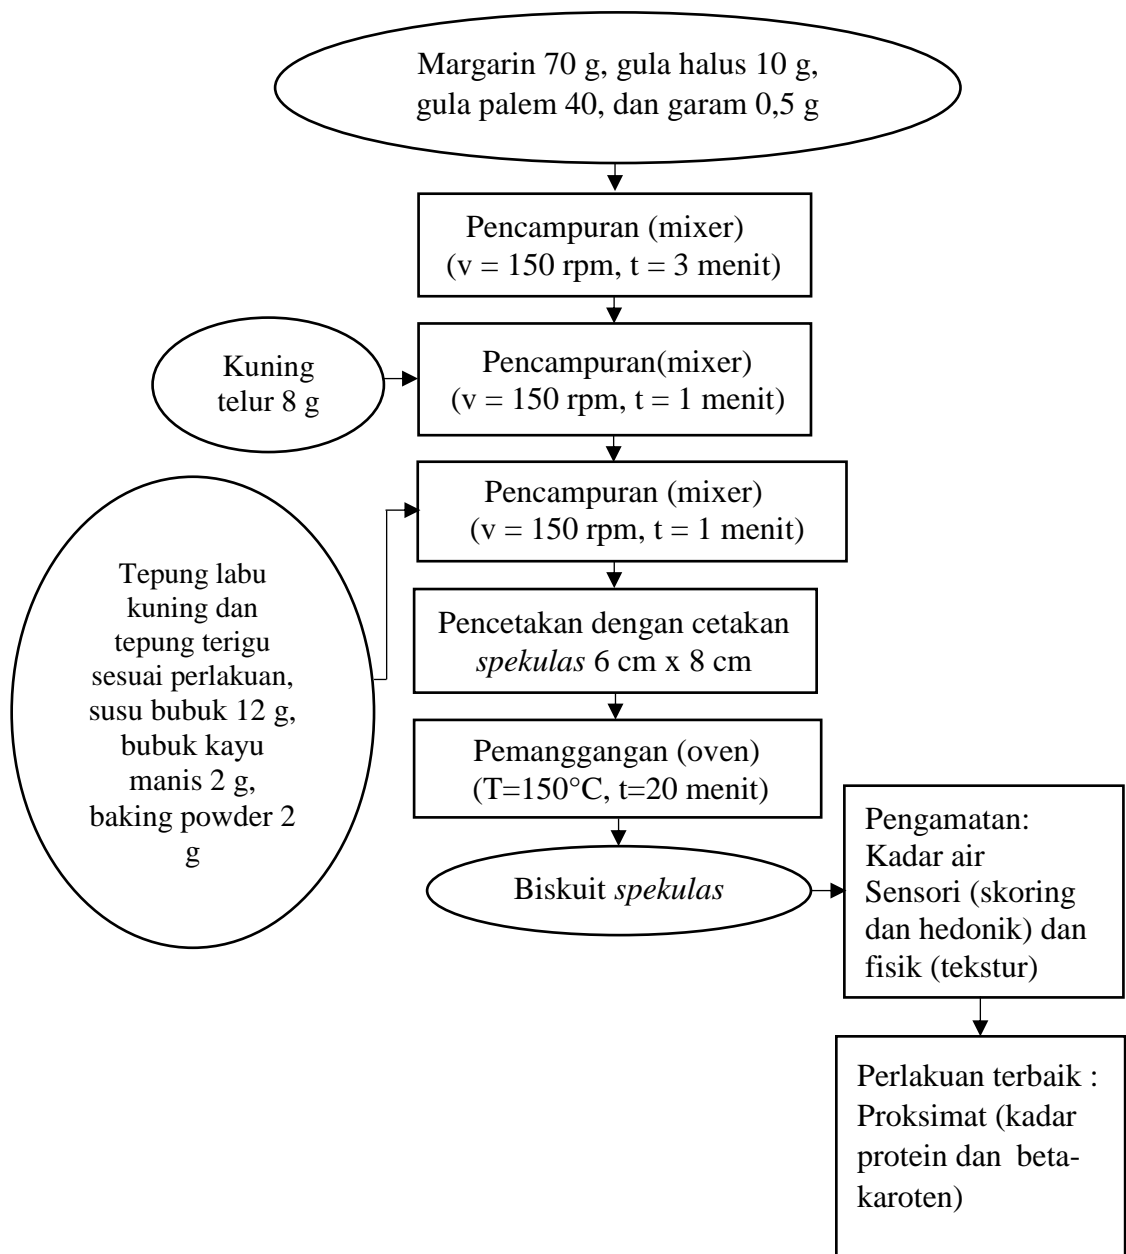 Margarin 70 g, gula halus 10 g,
gula palem 40, dan garam 0,5 g
Pencampuran (mixer)
(v = 150 rpm, t = 3 menit)
Kuning
telur 8 g
Pencampuran(mixer)
(v = 150 rpm, t = 1 menit)
Pencampuran (mixer)
(v = 150 rpm, t = 1 menit)
Tepung labu
kuning dan
tepung terigu
sesuai perlakuan,
susu bubuk 12 g,
bubuk kayu
manis 2 g,
baking powder 2
g
Pencetakan dengan cetakan
spekulas 6 cm x 8 cm
Pemanggangan (oven)
(T=150°C, t=20 menit)
Biskuit spekulas
Pengamatan:
Kadar air
Sensori (skoring
dan hedonik) dan
fisik (tekstur)
Perlakuan terbaik :
Proksimat (kadar
protein dan beta-
karoten)